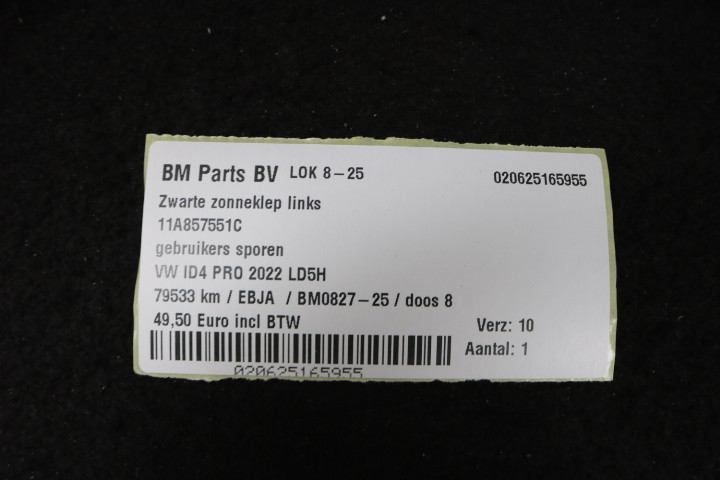 BM Parts BV LOK 8-25 020625165955
Zwarte zonneklep links
11A857551C
gebruikers sporen
VW ID4 PRO 2022 LD5H
79533 km / EBJA / BM0827-25 / doos 8
49,50 Euro incl BTW Verz: 10
Aantal: 1
020625165955